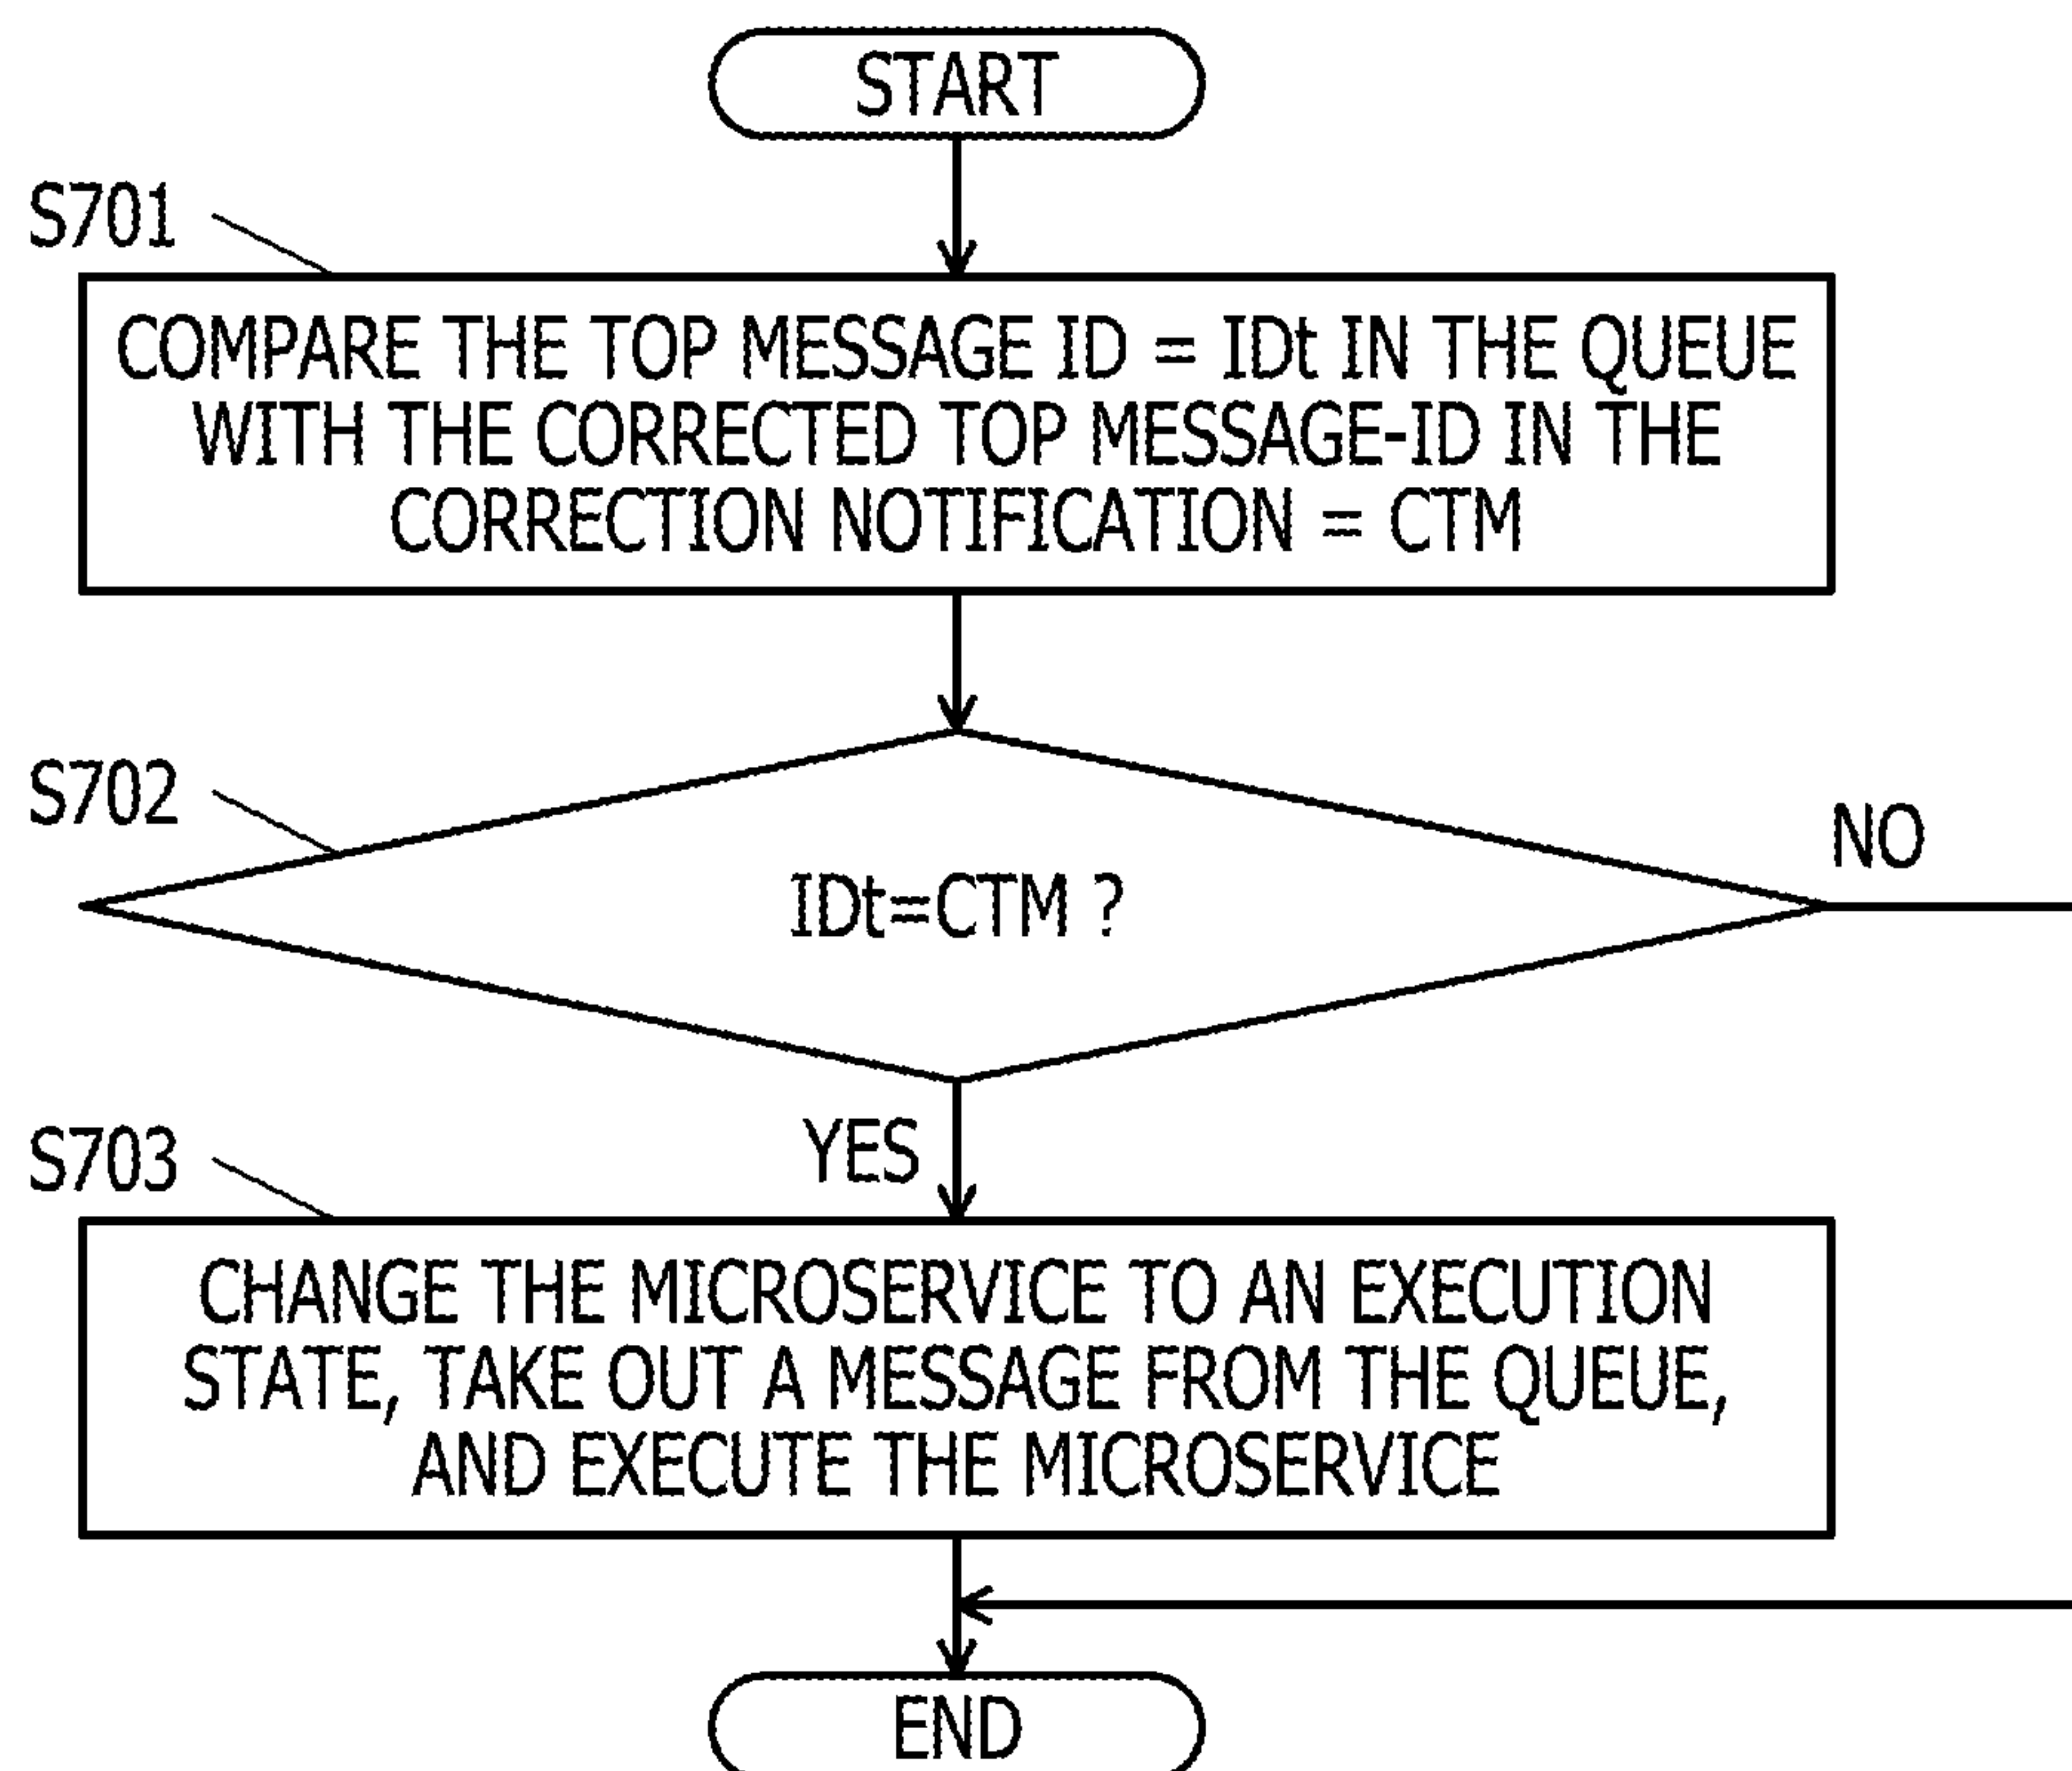 START
S701
COMPARE THE TOP MESSAGE ID = IDt IN THE QUEUE
WITH THE CORRECTED TOP MESSAGE-ID IN THE
CORRECTION NOTIFICATION = CTM
S702
NO
IDt=CTM ?
YES
S703
CHANGE THE MICROSERVICE TO AN EXECUTION
STATE, TAKE OUT A MESSAGE FROM THE QUEUE,
AND EXECUTE THE MICROSERVICE
END